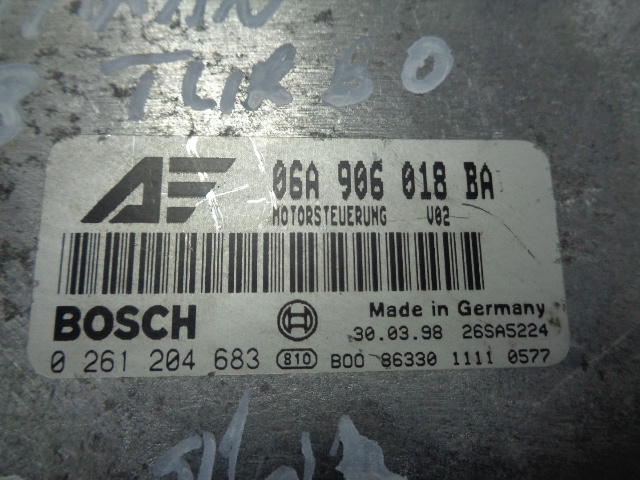 TURBO
AE 06A 906 018 BA
MOTORSTEUERUNG V02
BOSCH Made in Germany
30.03.98 26SA5224
0 261 204 683 810 B00 86330 1111 0577